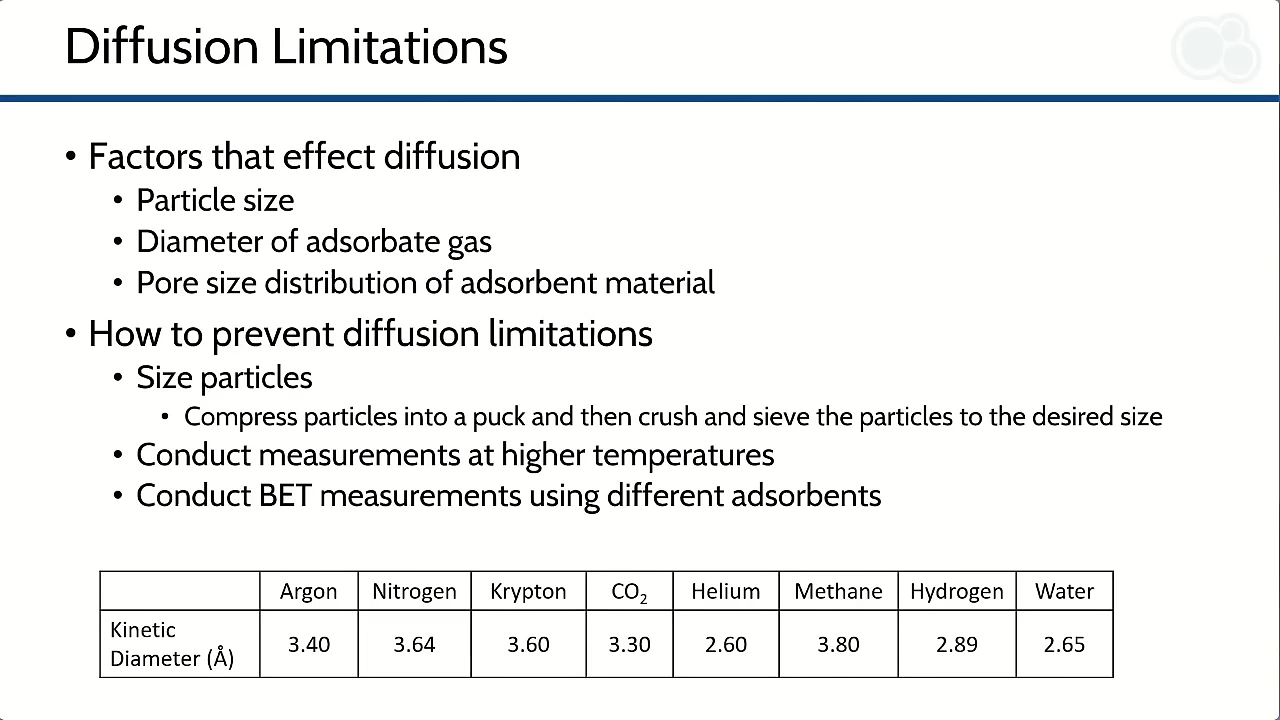 Diffusion Limitations
• Factors that effect diffusion
• Particle size
• Diameter of adsorbate gas
• Pore size distribution of adsorbent material
• How to prevent diffusion limitations
• Size particles
• Compress particles into a puck and then crush and sieve the particles to the desired size
• Conduct measurements at higher temperatures
• Conduct BET measurements using different adsorbents
Argon Nitrogen Krypton CO₂ Helium Methane Hydrogen Water
Kinetic
Diameter (Å) 3.40 3.64 3.60 3.30 2.60 3.80 2.89 2.65